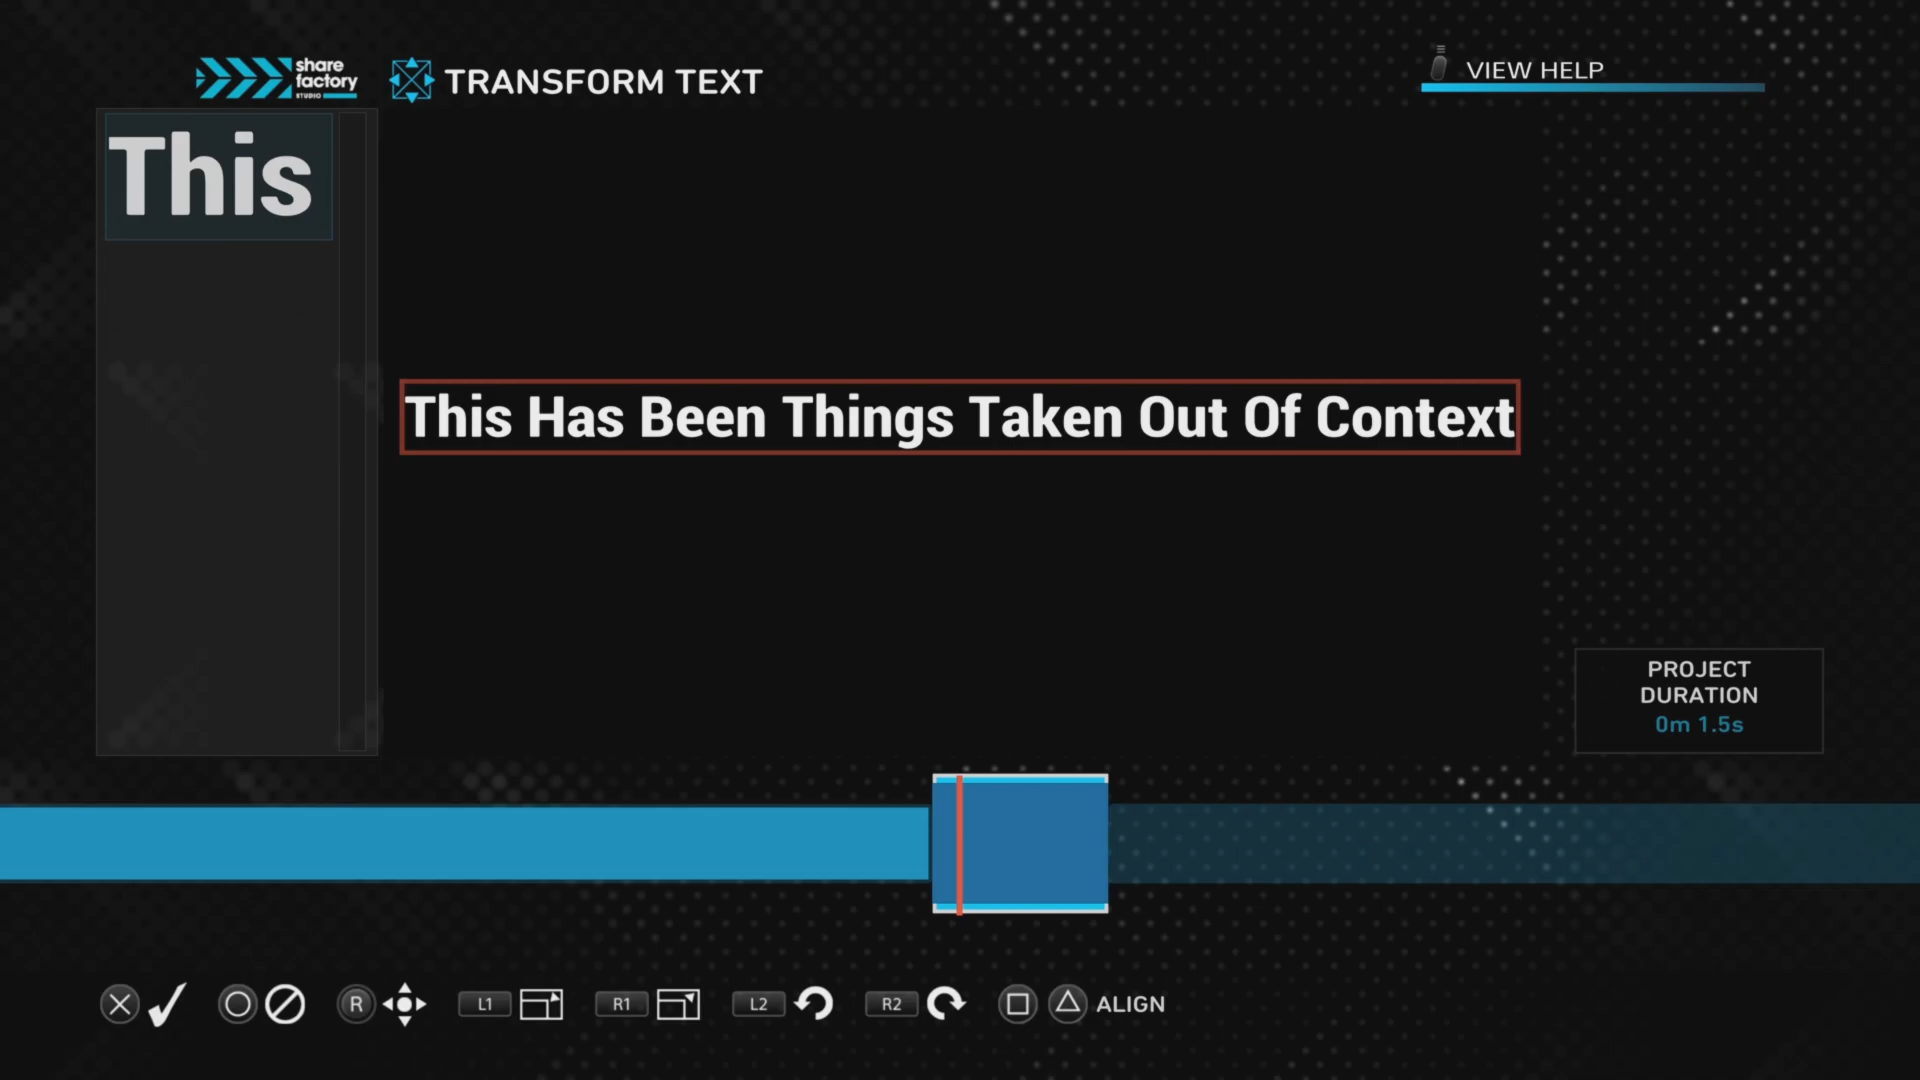 share
factory
STUDIO
TRANSFORM TEXT
VIEW HELP
This
This Has Been Things Taken Out Of Context
PROJECT
DURATION
0m 1.5s
R
L1
R1
L2
R2
ALIGN